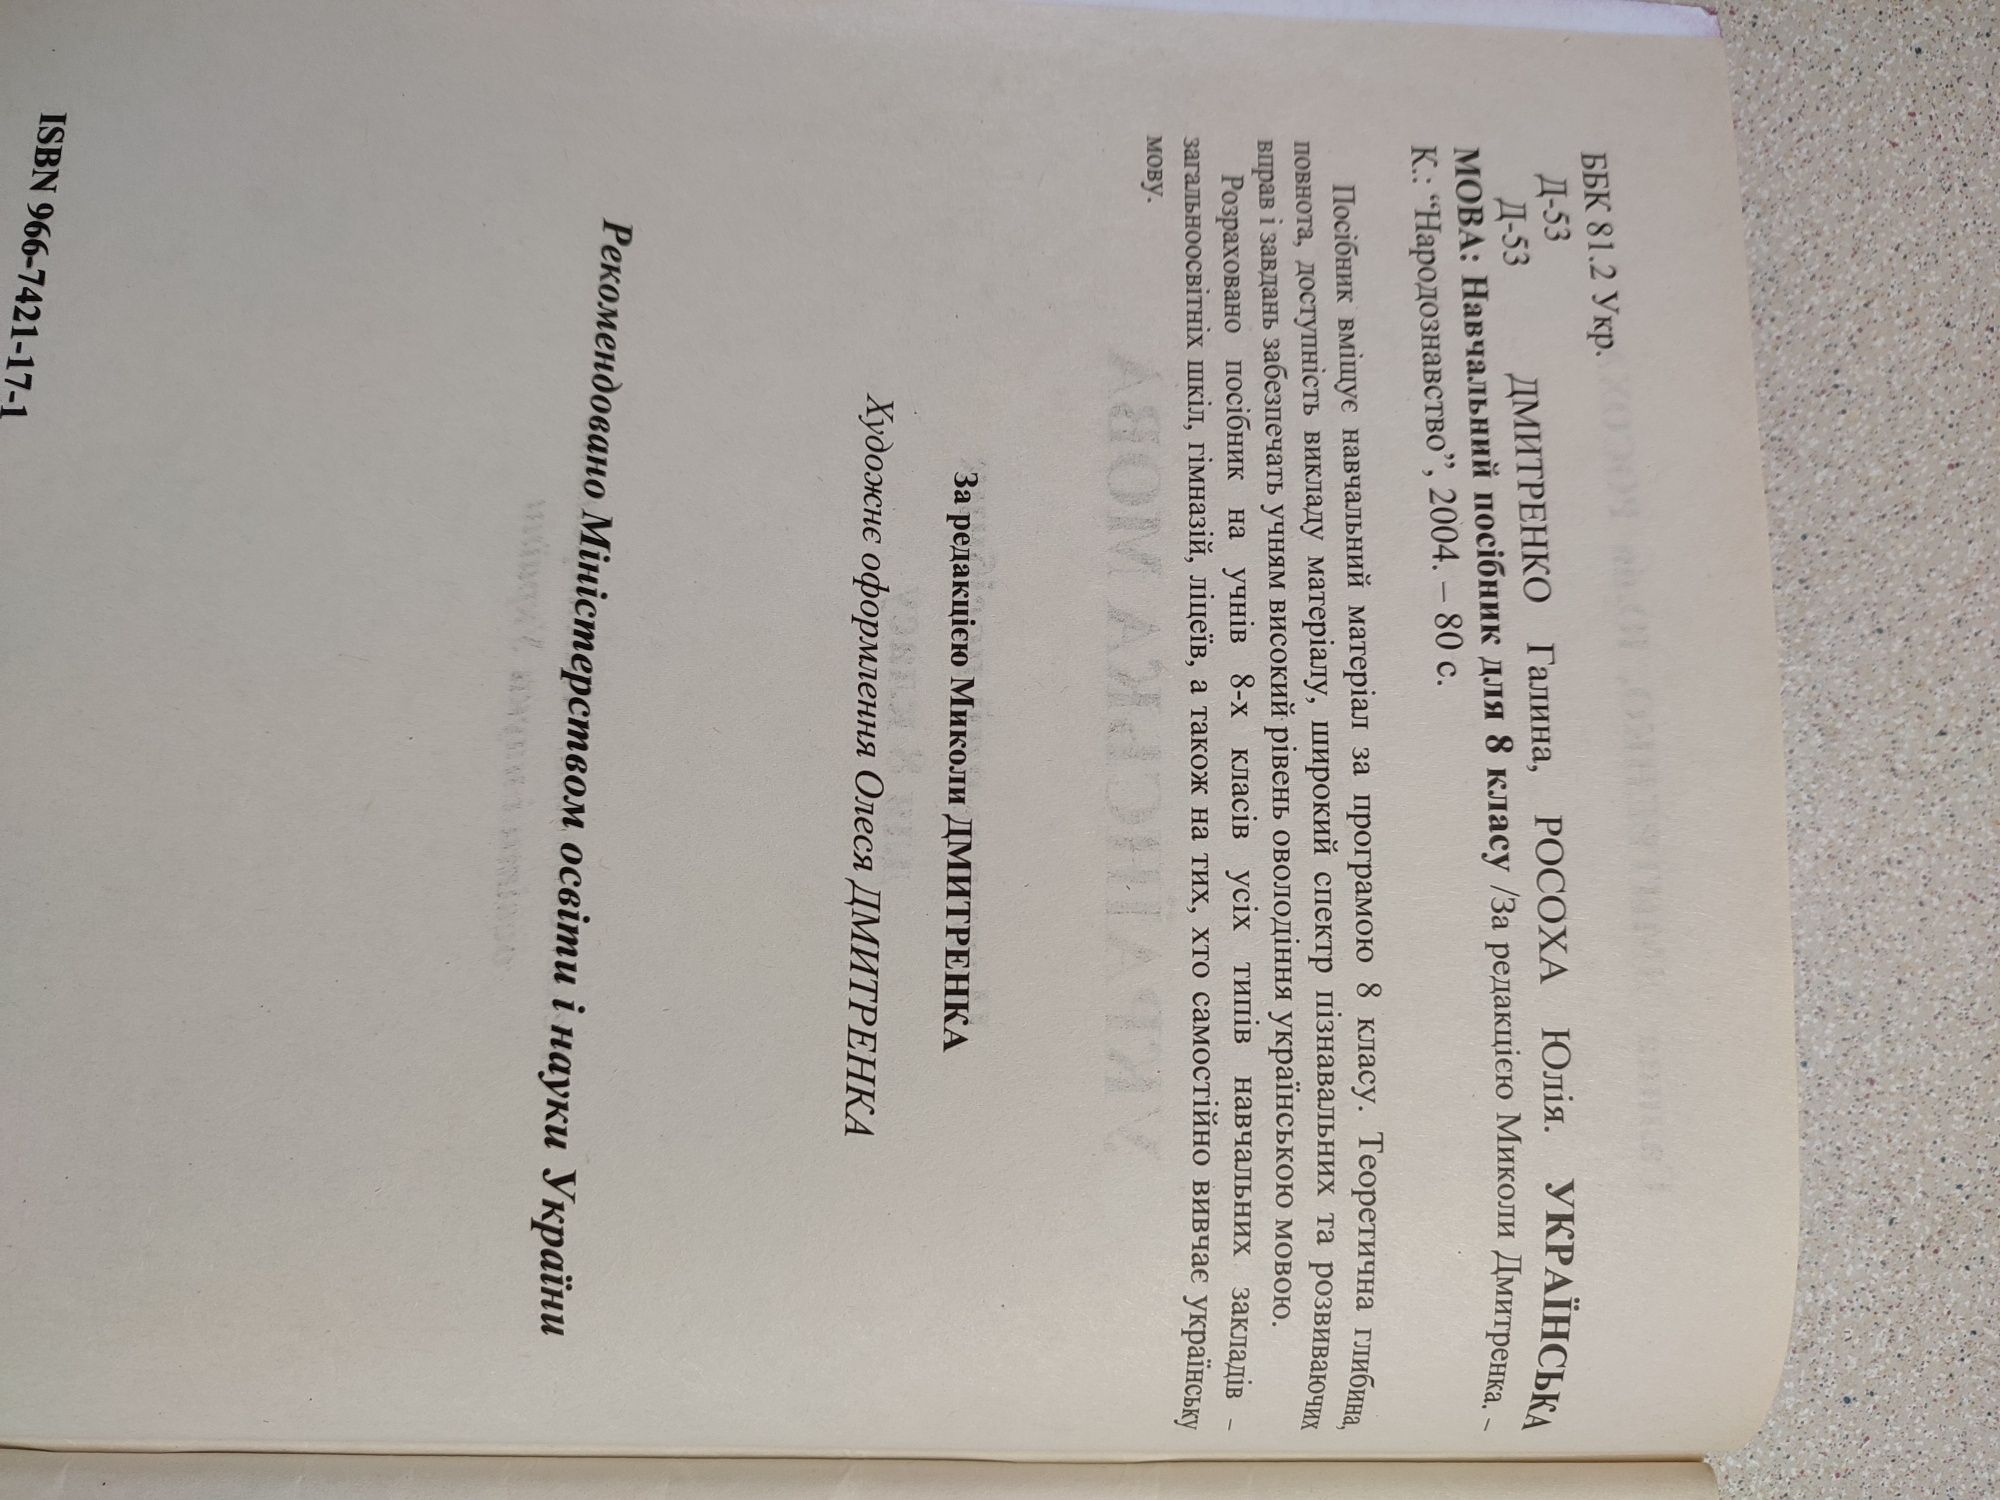 ББК 81.2 Укр.
Д-53
Д-53 ДМИТРЕНКО Галина, РОСОХА Юлія. УКРАЇНСЬКА
МОВА: Навчальний посібник для 8 класу /За редакцією Миколи Дмитренка. –
К.: “Народознавство”, 2004. – 80 с.
Посібник вміщує навчальний матеріал за програмою 8 класу. Теоретична глибина,
повнота, доступність викладу матеріалу, широкий спектр пізнавальних та розвиваючих
вправ і завдань забезпечать учням високий рівень оволодіння українською мовою.
Розраховано посібник на учнів 8-х класів усіх типів навчальних закладів –
загальноосвітніх шкіл, гімназій, ліцеїв, а також на тих, хто самостійно вивчає українську
мову.
За редакцією Миколи ДМИТРЕНКА
Художнє оформлення Олеся ДМИТРЕНКА
Рекомендовано Міністерством освіти і науки України
ISBN 966-7421-17-1